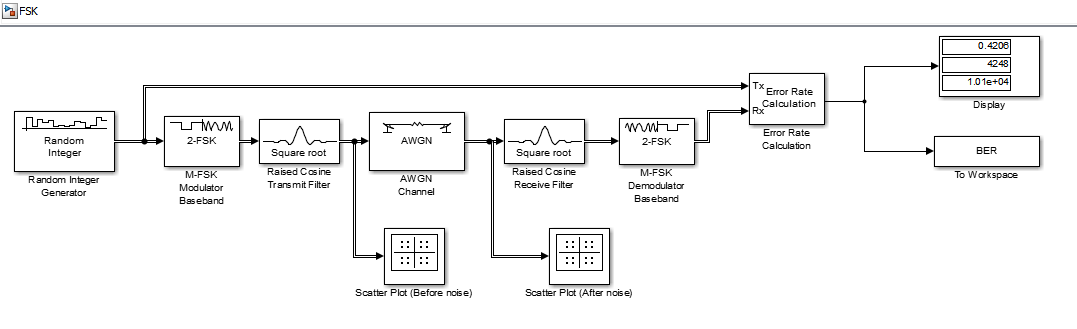 FSK
Random
Integer
Random Integer
Generator
2-FSK
M-FSK
Modulator
Baseband
Square root
Raised Cosine
Transmit Filter
AWGN
AWGN
Channel
Square root
Raised Cosine
Receive Filter
2-FSK
M-FSK
Demodulator
Baseband
Tx
Rx
Error Rate
Calculation
Error Rate
Calculation
0.4206
4248
1.01e+04
Display
BER
To Workspace
Scatter Plot (Before noise)
Scatter Plot (After noise)